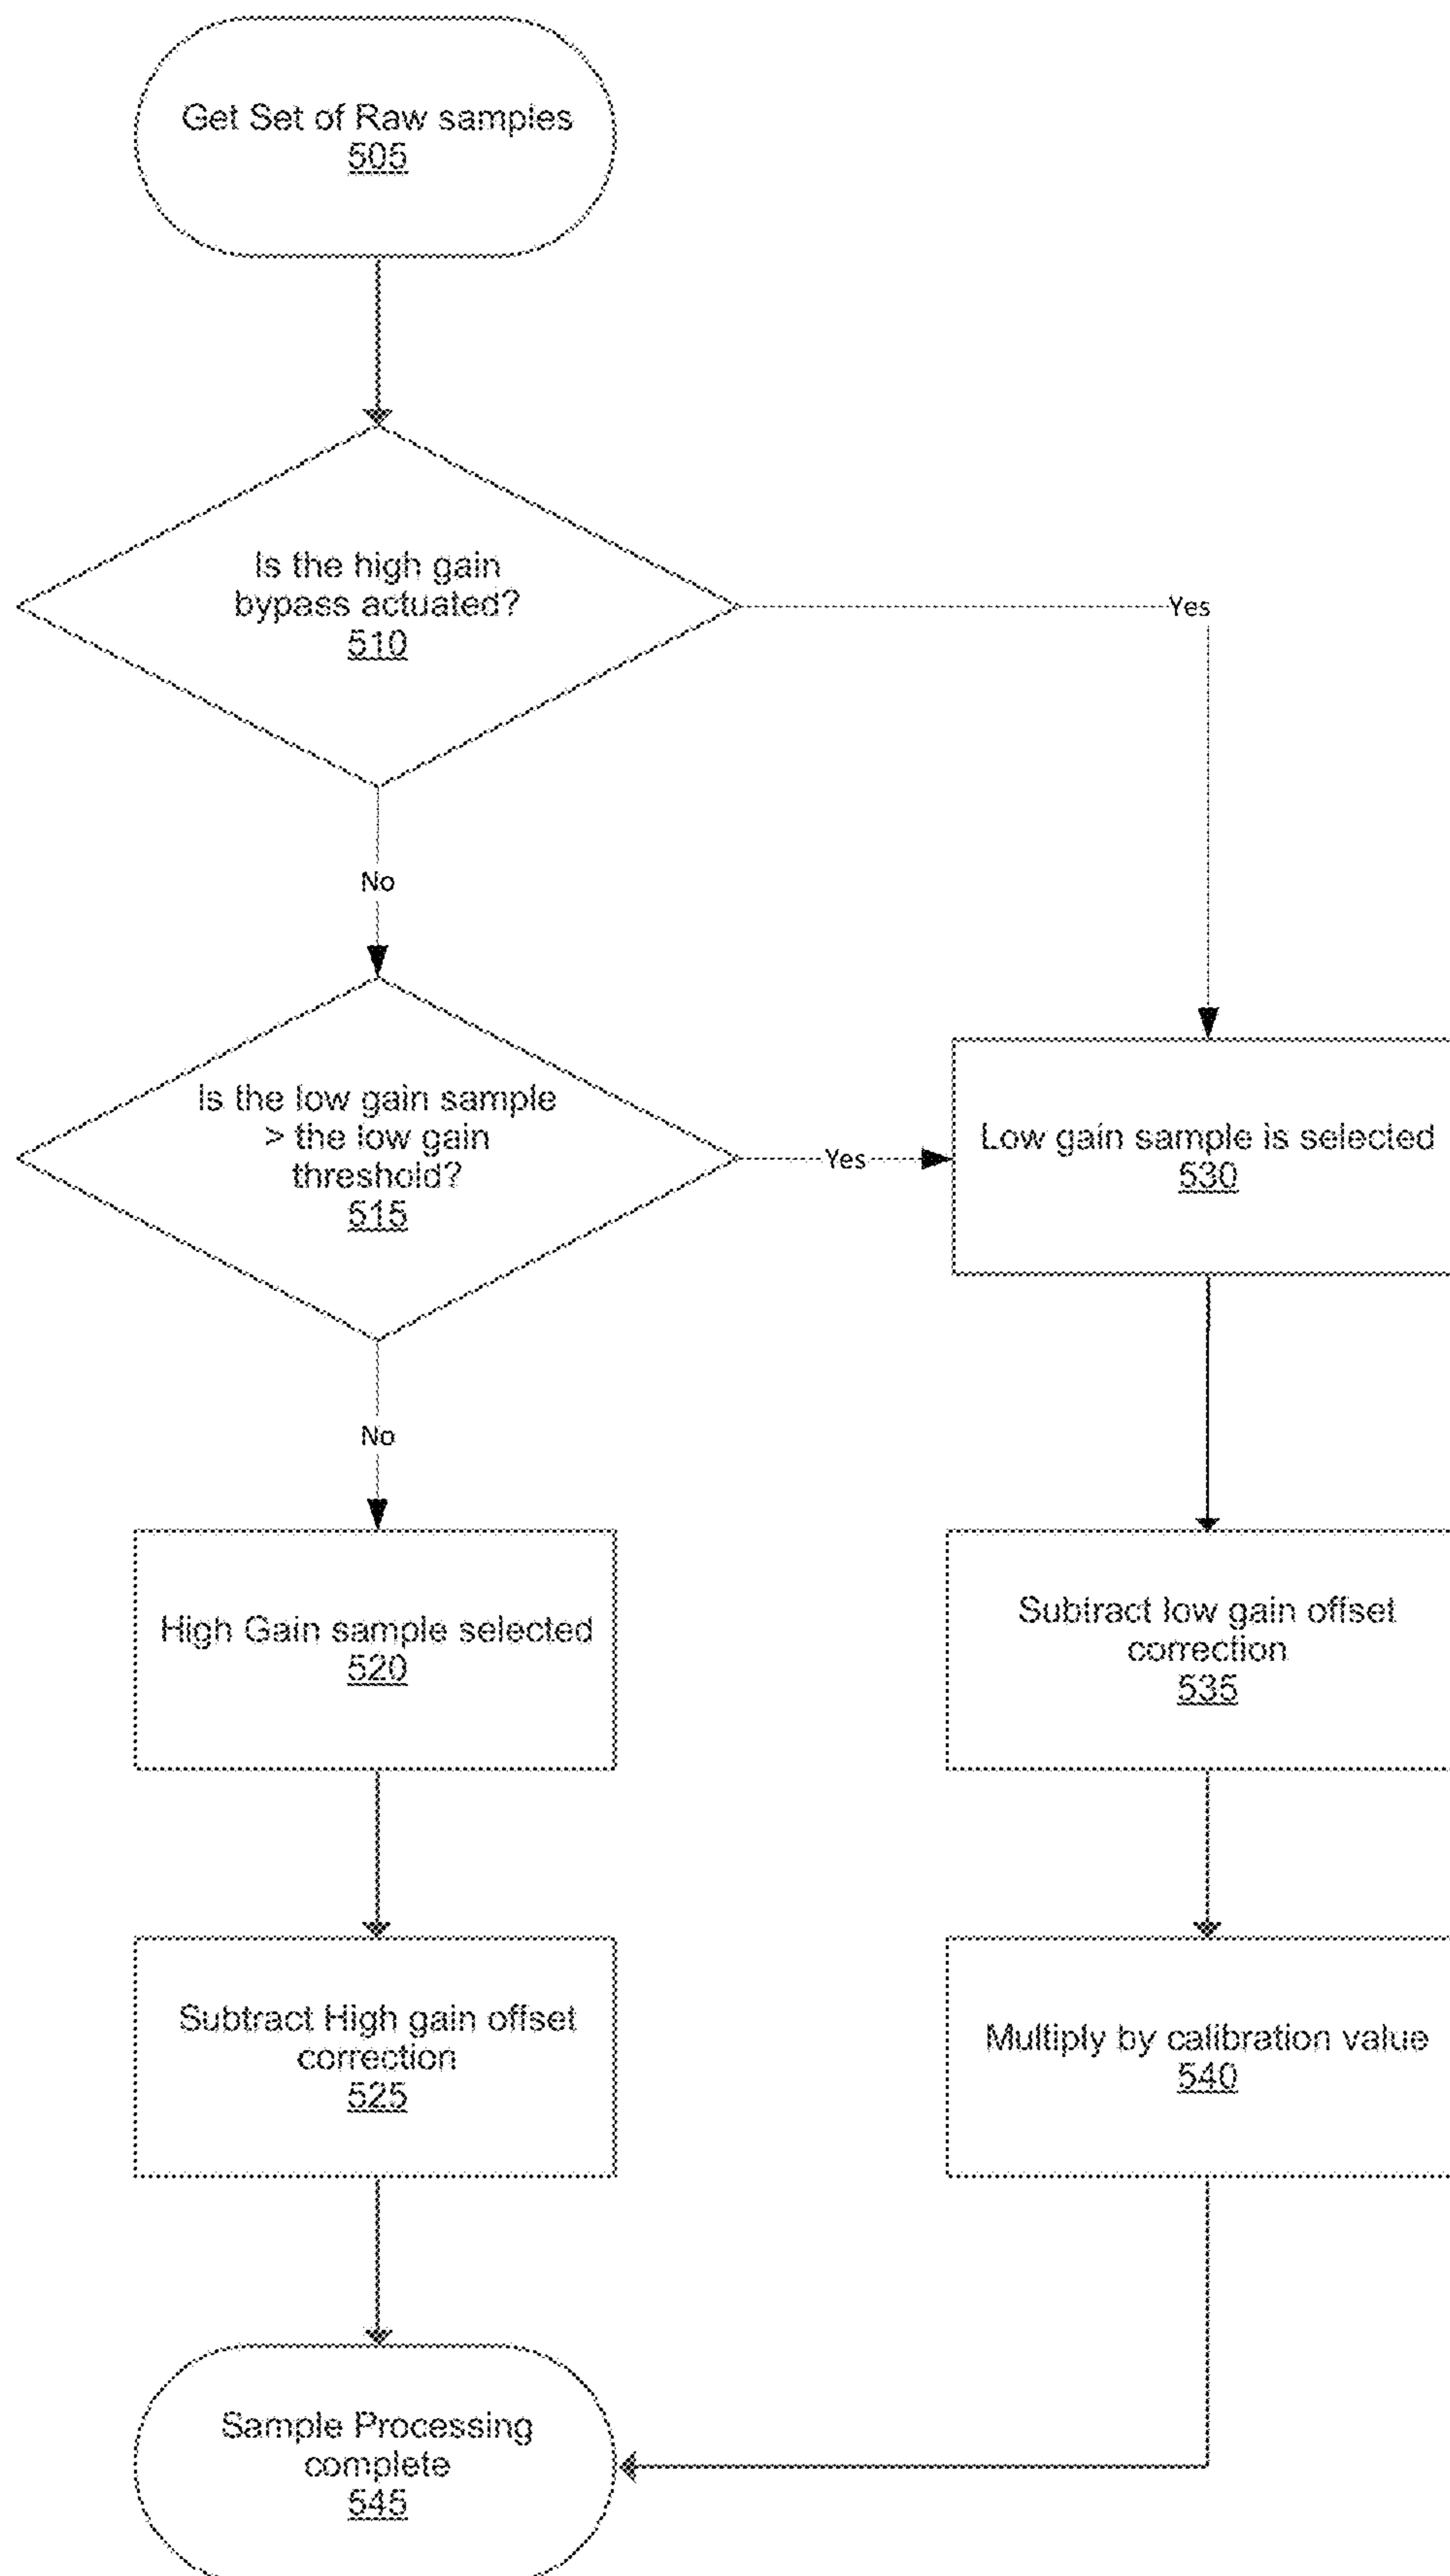 Get Set of Raw samples
505
Is the high gain
bypass actuated?
510
Yes
No
Is the low gain sample
> the low gain
threshold?
515
Yes
Low gain sample is selected
530
No
High Gain sample selected
520
Subtract low gain offset
correction
535
Subtract High gain offset
correction
525
Multiply by calibration value
540
Sample Processing
complete
545